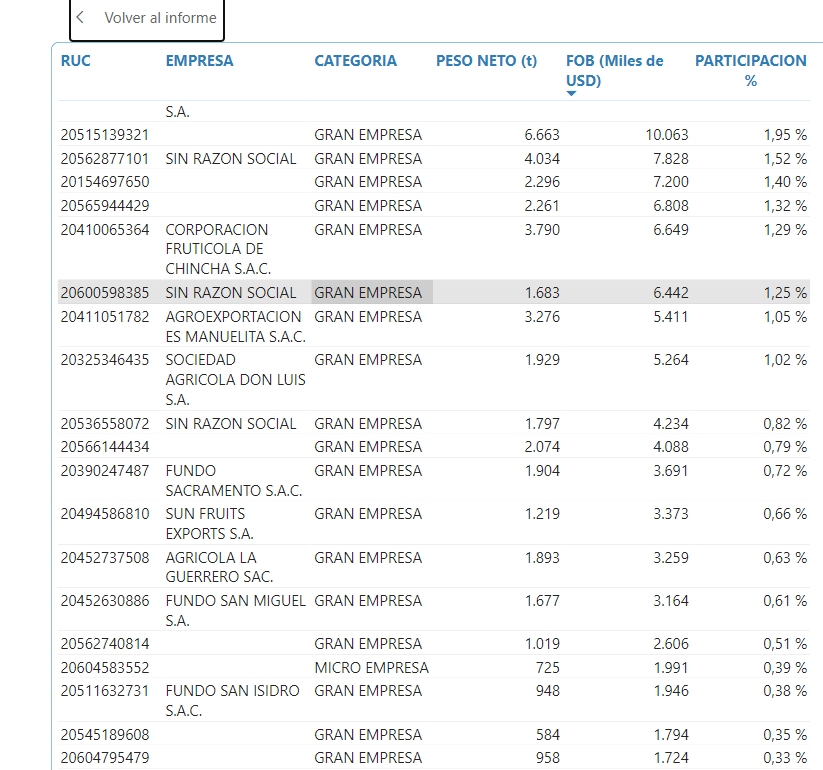 Volver al informe
RUC EMPRESA CATEGORIA PESO NETO (t) FOB (Miles de USD) PARTICIPACION %
S.A.
20515139321 GRAN EMPRESA 6.663 10.063 1,95 %
20562877101 SIN RAZON SOCIAL GRAN EMPRESA 4.034 7.828 1,52 %
20154697650 GRAN EMPRESA 2.296 7.200 1,40 %
20565944429 GRAN EMPRESA 2.261 6.808 1,32 %
20410065364 CORPORACION GRAN EMPRESA 3.790 6.649 1,29 %
FRUTICOLA DE
CHINCHA S.A.C.
20600598385 SIN RAZON SOCIAL GRAN EMPRESA 1.683 6.442 1,25 %
20411051782 AGROEXPORTACION GRAN EMPRESA 3.276 5.411 1,05 %
ES MANUELITA S.A.C.
20325346435 SOCIEDAD GRAN EMPRESA 1.929 5.264 1,02 %
AGRICOLA DON LUIS
S.A.
20536558072 SIN RAZON SOCIAL GRAN EMPRESA 1.797 4.234 0,82 %
20566144434 GRAN EMPRESA 2.074 4.088 0,79 %
20390247487 FUNDO GRAN EMPRESA 1.904 3.691 0,72 %
SACRAMENTO S.A.C.
20494586810 SUN FRUITS GRAN EMPRESA 1.219 3.373 0,66 %
EXPORTS S.A.
20452737508 AGRICOLA LA GRAN EMPRESA 1.893 3.259 0,63 %
GUERRERO SAC.
20452630886 FUNDO SAN MIGUEL GRAN EMPRESA 1.677 3.164 0,61 %
S.A.
20562740814 GRAN EMPRESA 1.019 2.606 0,51 %
20604583552 MICRO EMPRESA 725 1.991 0,39 %
20511632731 FUNDO SAN ISIDRO GRAN EMPRESA 948 1.946 0,38 %
S.A.C.
20545189608 GRAN EMPRESA 584 1.794 0,35 %
20604795479 GRAN EMPRESA 958 1.724 0,33 %